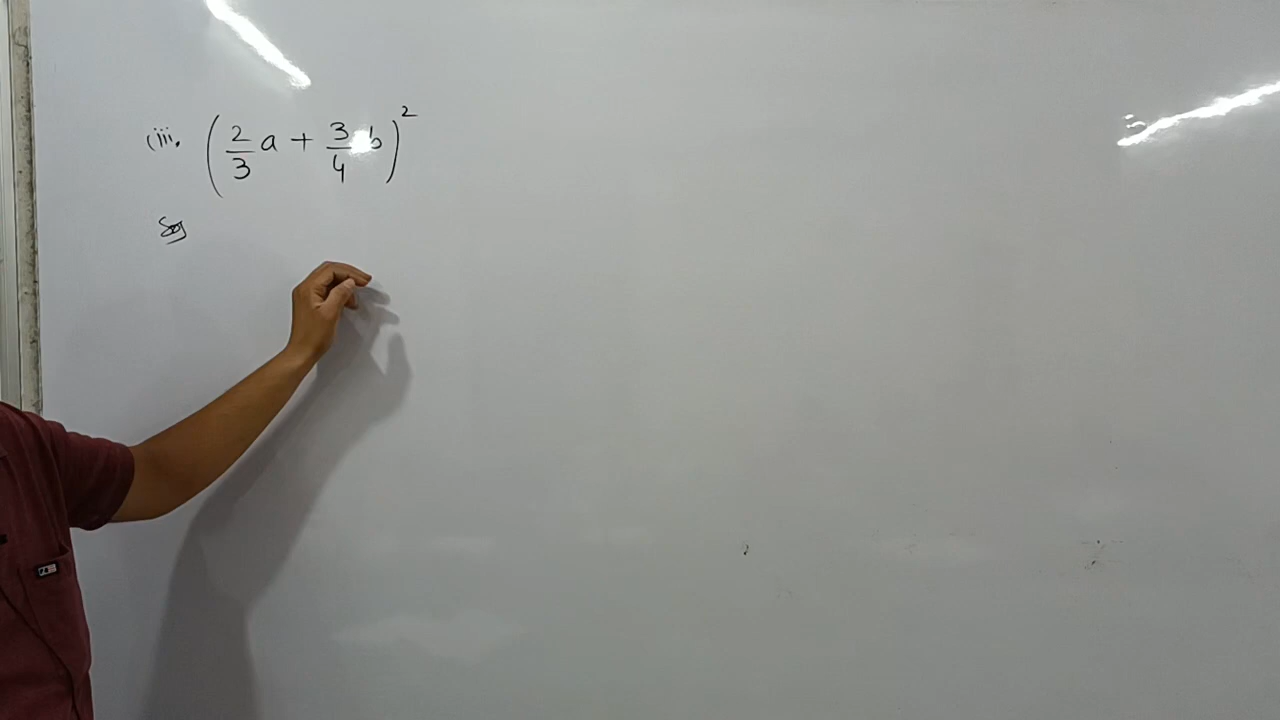 (iii. (2/3 a + 3/4 b)²
Sol